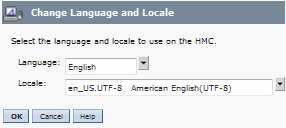 Change Language and Locale
Select the language and locale to use on the HMC.
Language: English
Locale: en_US.UTF-8 American English(UTF-8)
OK Cancel Help